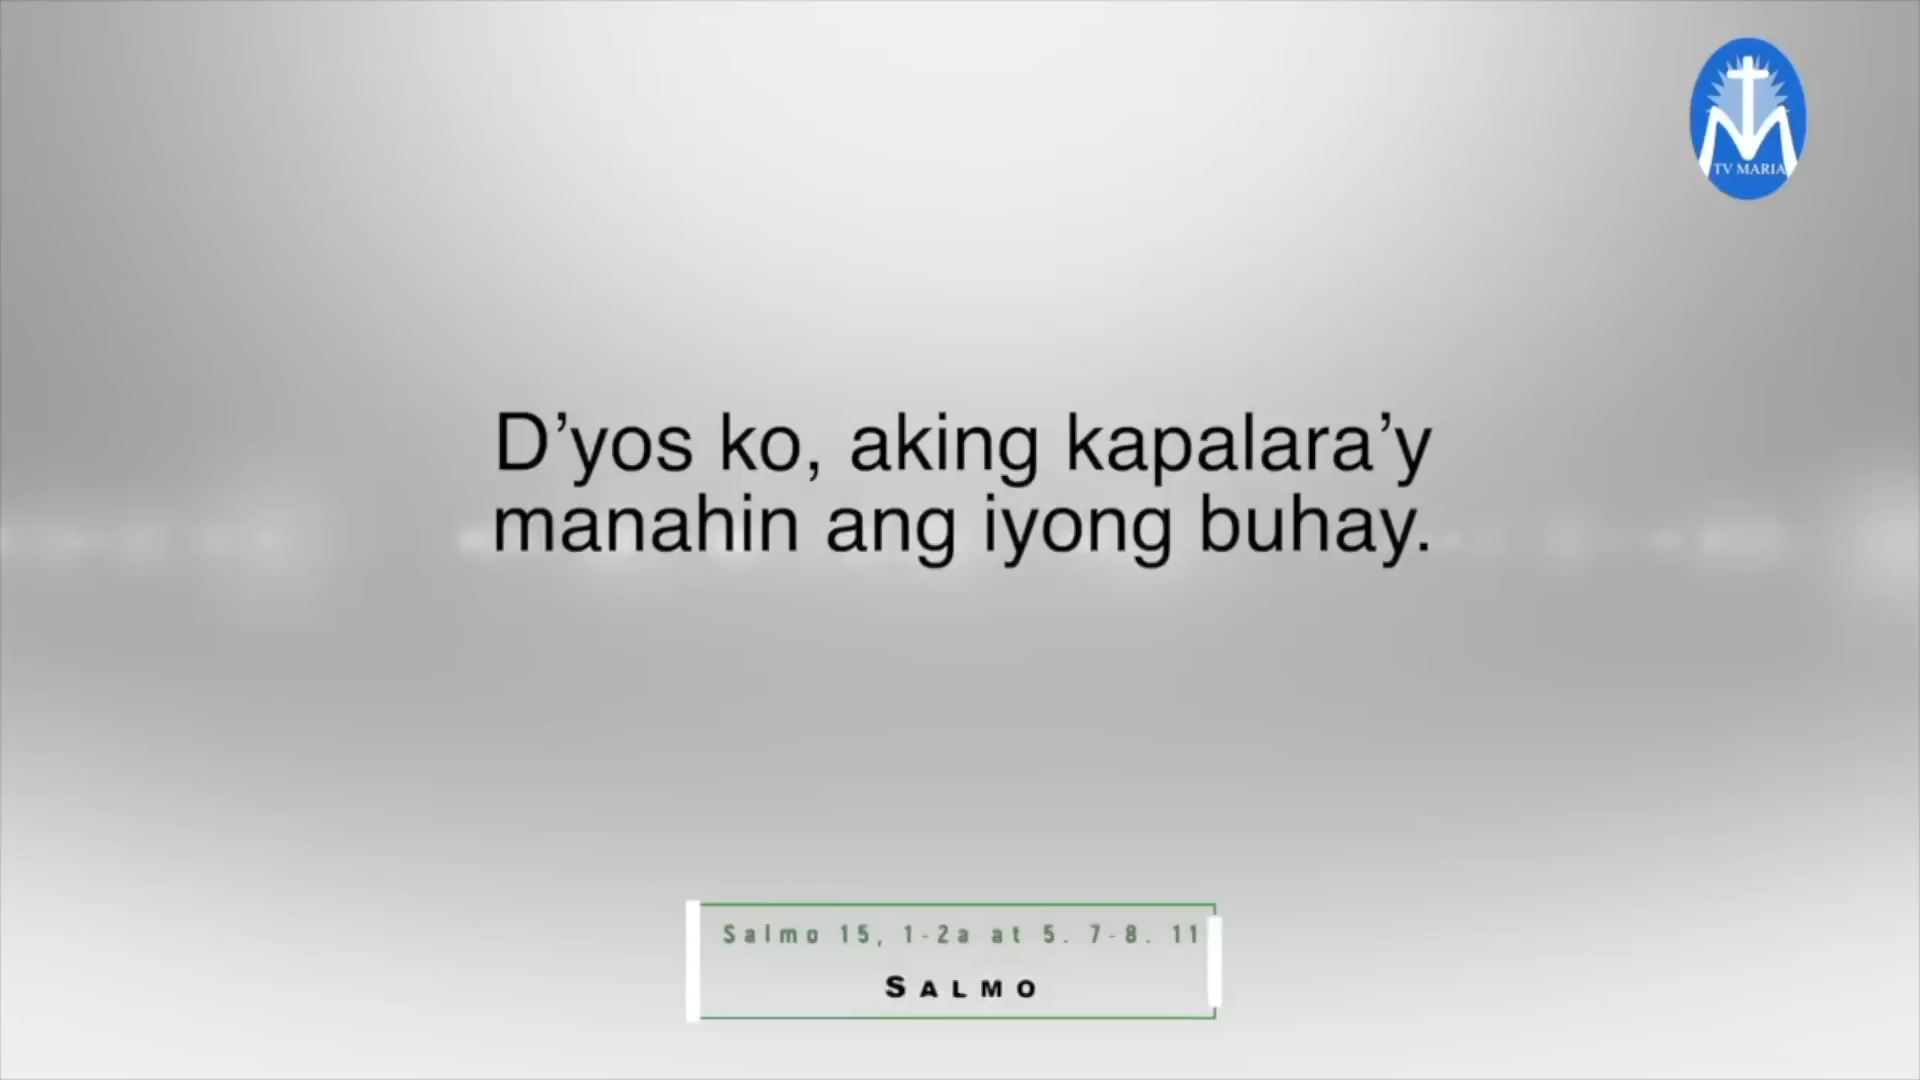 TV MARIA
D’yos ko, aking kapalara’y
manahin ang iyong buhay.
Salmo 15, 1-2a at 5. 7-8. 11
SALMO